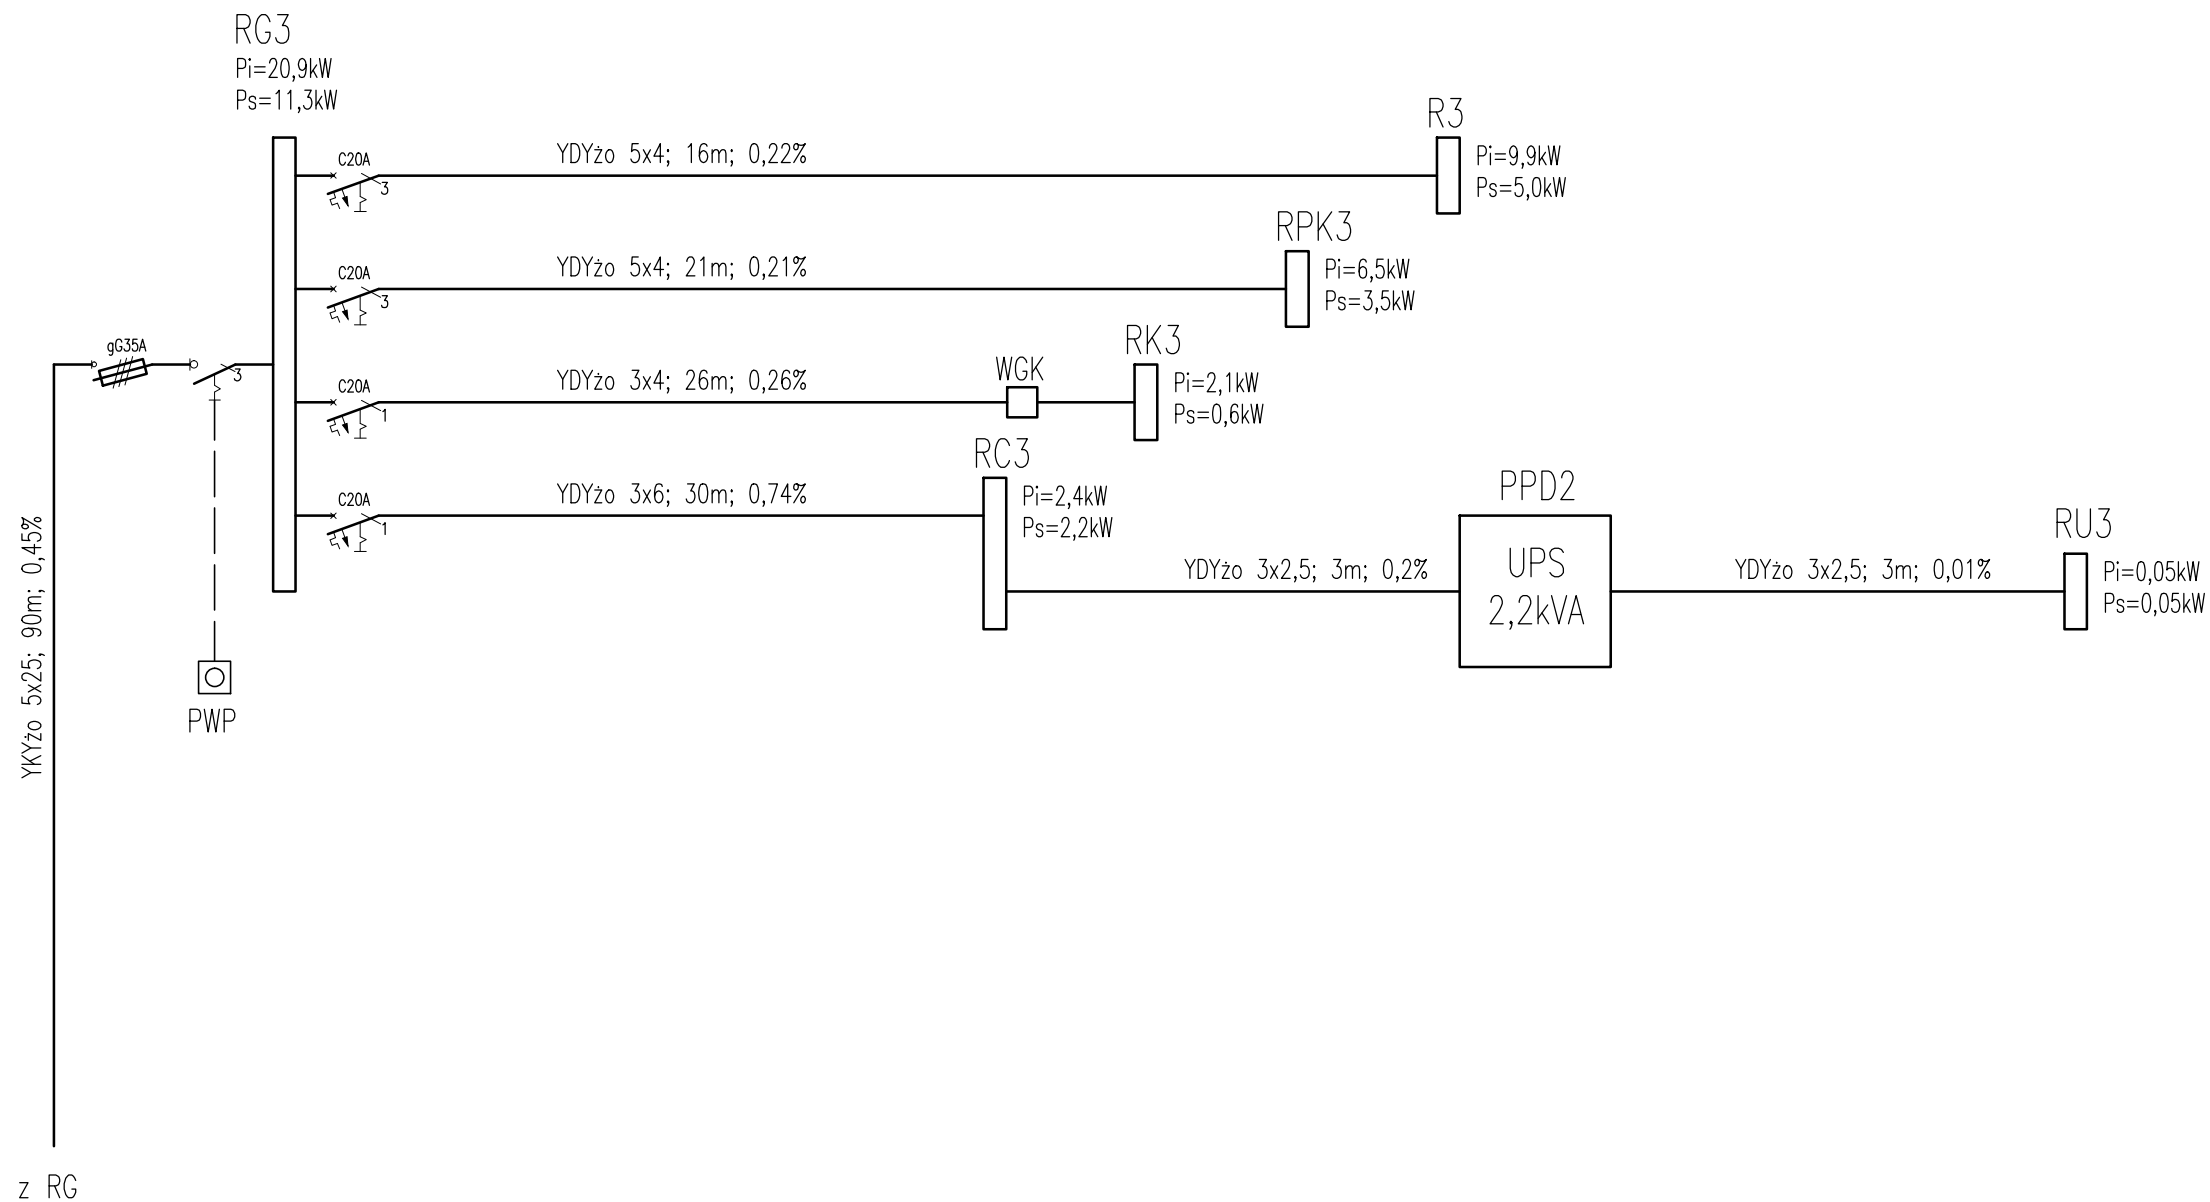 RG3
Pi=20,9kW
Ps=11,3kW
R3
Pi=9,9kW
Ps=5,0kW
C20A
3
YDYżo 5x4; 16m; 0,22%
RPK3
Pi=6,5kW
Ps=3,5kW
C20A
3
YDYżo 5x4; 21m; 0,21%
gG35A
3
RK3
Pi=2,1kW
Ps=0,6kW
C20A
1
YDYżo 3x4; 26m; 0,26%
WGK
RC3
Pi=2,4kW
Ps=2,2kW
C20A
1
YDYżo 3x6; 30m; 0,74%
PPD2
UPS
2,2kVA
YDYżo 3x2,5; 3m; 0,2%
YDYżo 3x2,5; 3m; 0,01%
RU3
Pi=0,05kW
Ps=0,05kW
YKYżo 5x25; 90m; 0,45%
PWP
z RG